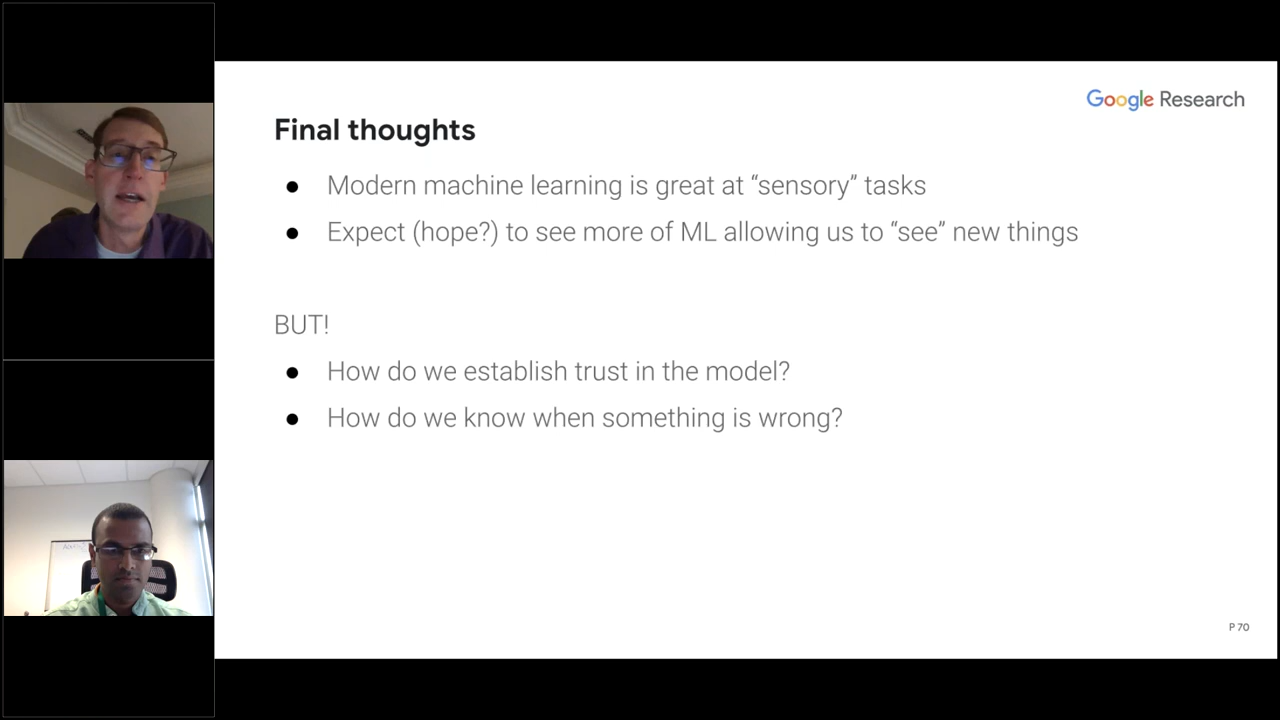 Google Research
Final thoughts
● Modern machine learning is great at “sensory” tasks
● Expect (hope?) to see more of ML allowing us to “see” new things
BUT!
● How do we establish trust in the model?
● How do we know when something is wrong?
P 70